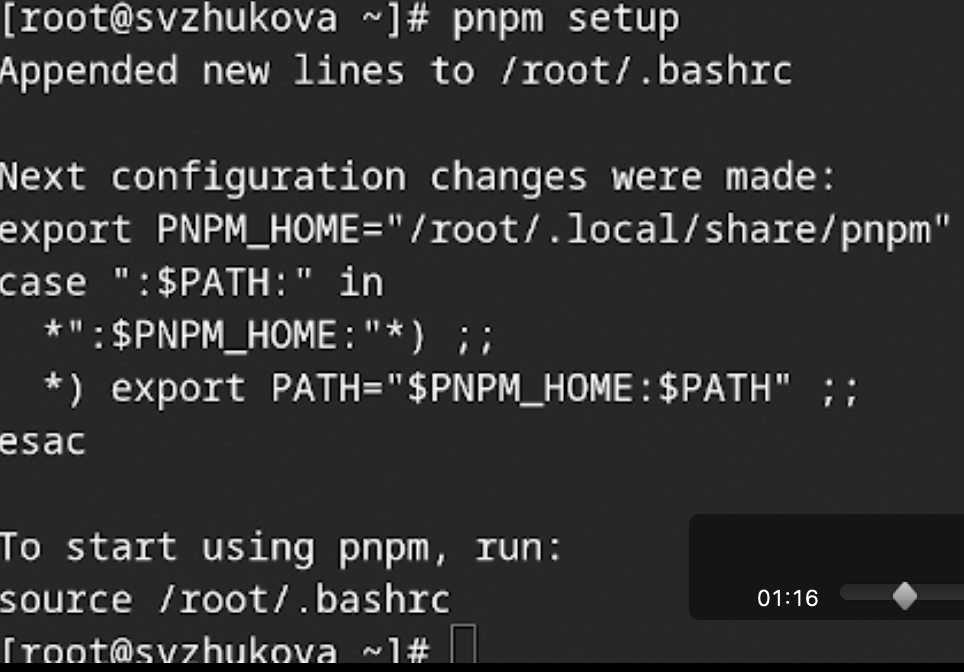 [root@svzhukova ~]# pnpm setup
Appended new lines to /root/.bashrc

Next configuration changes were made:
export PNPM_HOME="/root/.local/share/pnpm"
case ":$PATH:" in
  *":$PNPM_HOME:"*) ;;
  *) export PATH="$PNPM_HOME:$PATH" ;;
esac

To start using pnpm, run:
source /root/.bashrc
01:16
[root@svzhukova ~]#